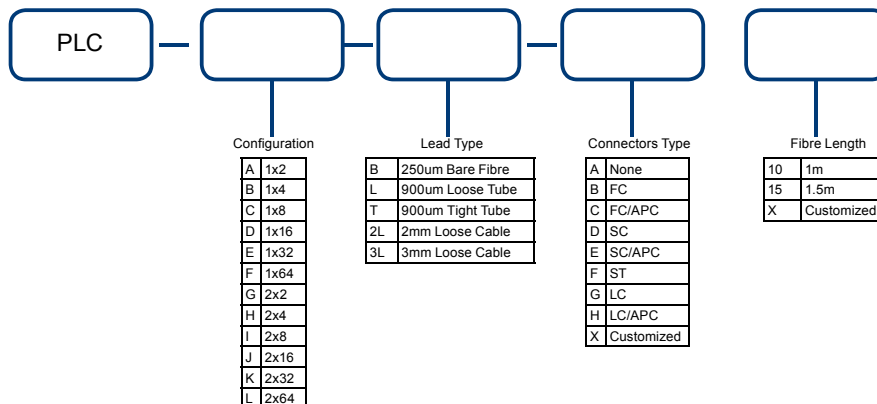 PLC
Configuration
A 1x2
B 1x4
C 1x8
D 1x16
E 1x32
F 1x64
G 2x2
H 2x4
I 2x8
J 2x16
K 2x32
L 2x64
Lead Type
B 250um Bare Fibre
L 900um Loose Tube
T 900um Tight Tube
2L 2mm Loose Cable
3L 3mm Loose Cable
Connectors Type
A None
B FC
C FC/APC
D SC
E SC/APC
F ST
G LC
H LC/APC
X Customized
Fibre Length
10 1m
15 1.5m
X Customized